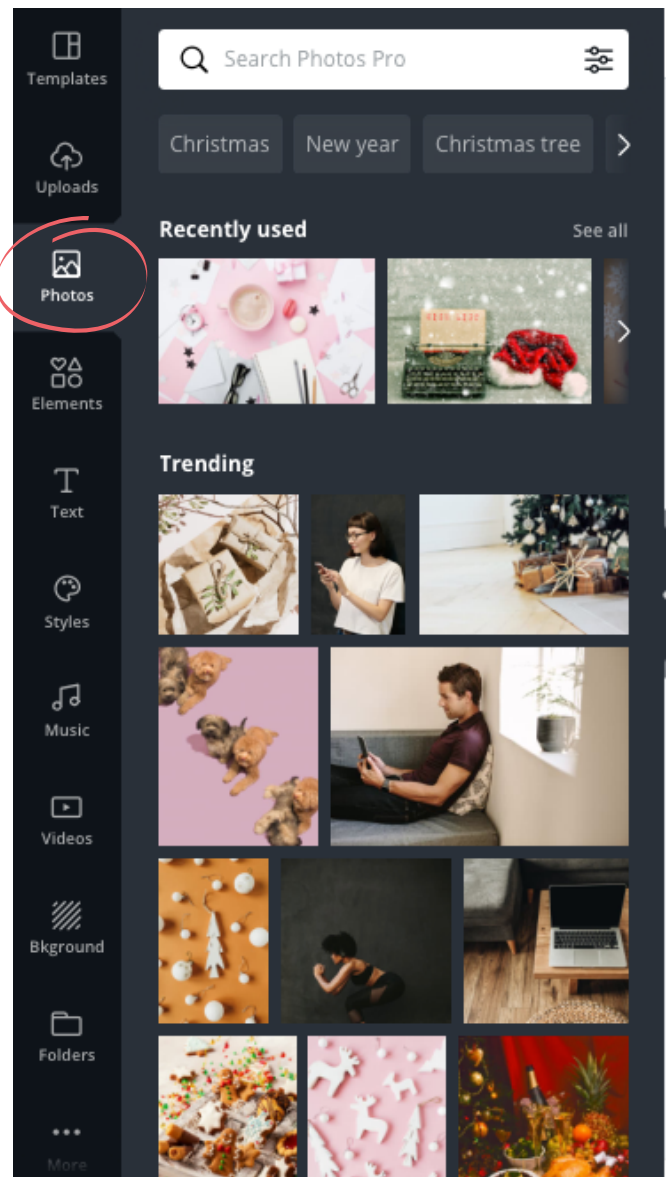 Templates
Uploads
Photos
Elements
Text
Styles
Music
Videos
Bkground
Folders
More
Search Photos Pro
Christmas
New year
Christmas tree
Recently used
See all
Trending